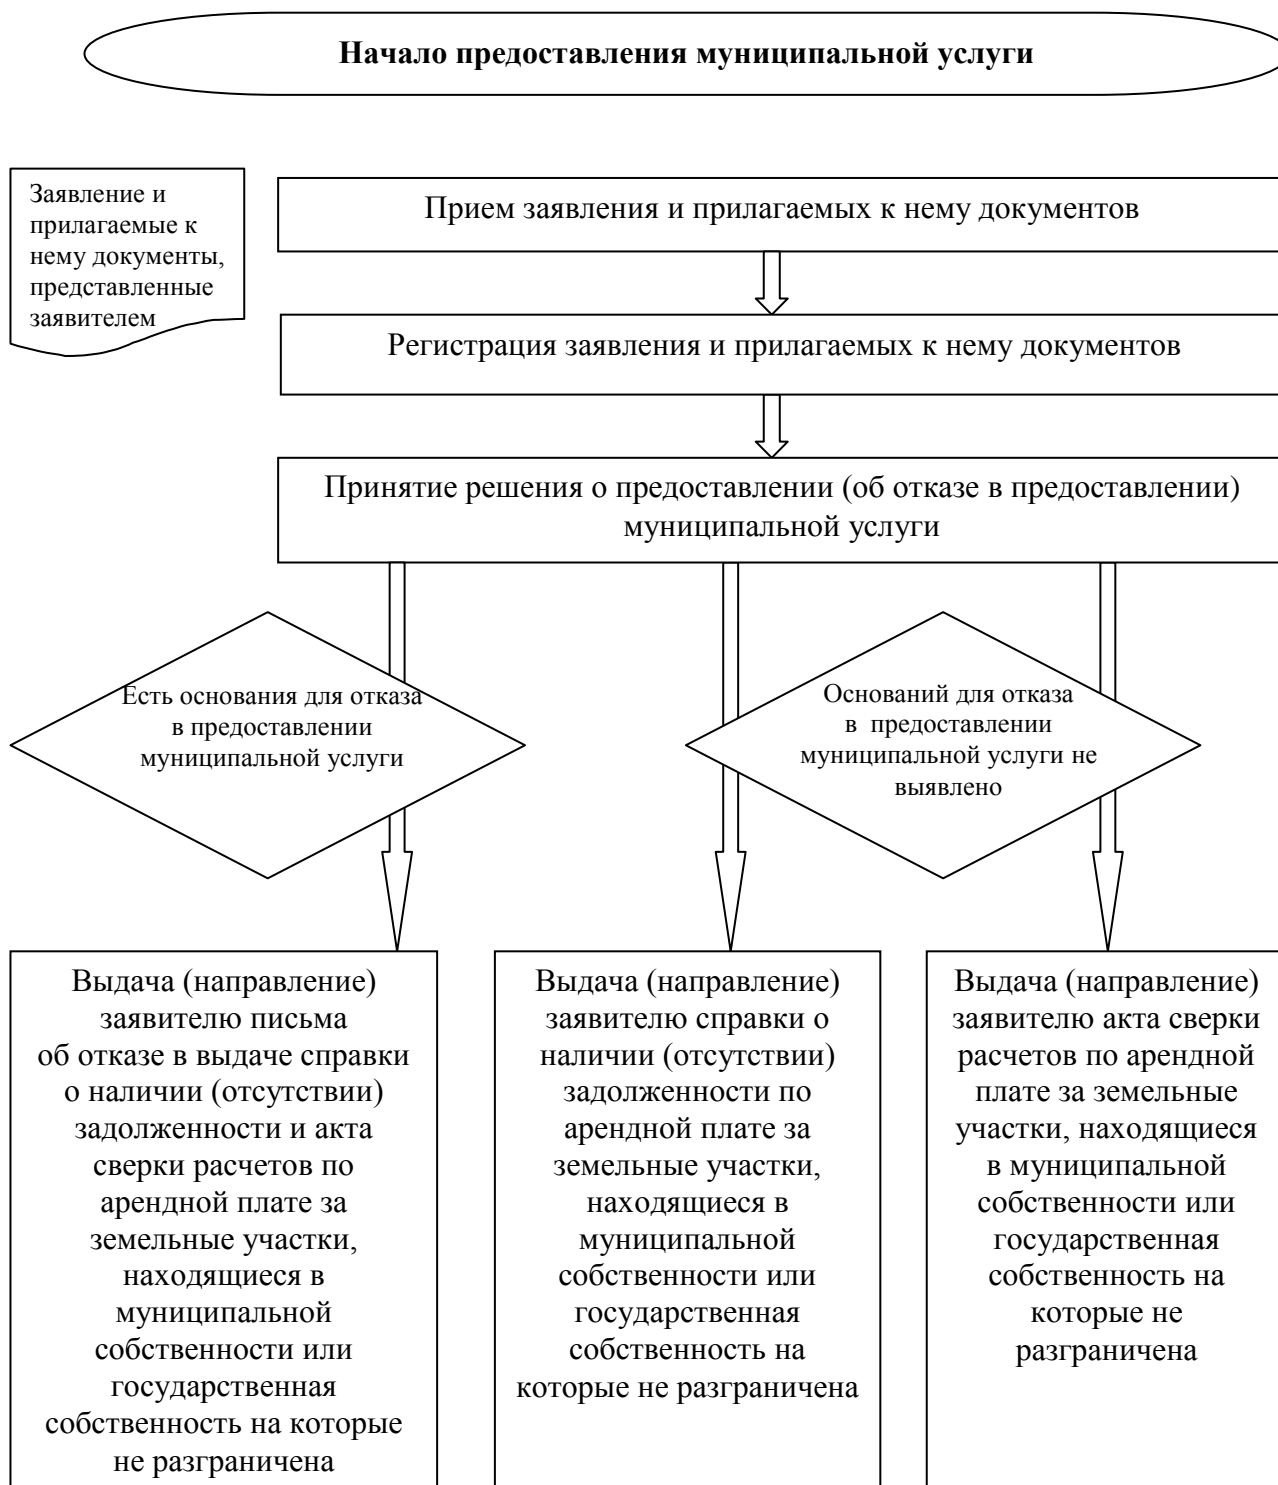 Начало предоставления муниципальной услуги
Заявление и
прилагаемые к
нему документы,
представленные
заявителем
Прием заявления и прилагаемых к нему документов
Регистрация заявления и прилагаемых к нему документов
Принятие решения о предоставлении (об отказе в предоставлении)
муниципальной услуги
Есть основания для отказа
в предоставлении
муниципальной услуги
Оснований для отказа
в предоставлении
муниципальной услуги не
выявлено
Выдача (направление)
заявителю письма
об отказе в выдаче справки
о наличии (отсутствии)
задолженности и акта
сверки расчетов по
арендной плате за
земельные участки,
находящиеся в
муниципальной
собственности или
государственная
собственность на которые
не разграничена
Выдача (направление)
заявителю справки о
наличии (отсутствии)
задолженности по
арендной плате за
земельные участки,
находящиеся в
муниципальной
собственности или
государственная
собственность на
которые не разграничена
Выдача (направление)
заявителю акта сверки
расчетов по арендной
плате за земельные
участки, находящиеся
в муниципальной
собственности или
государственная
собственность на
которые не
разграничена